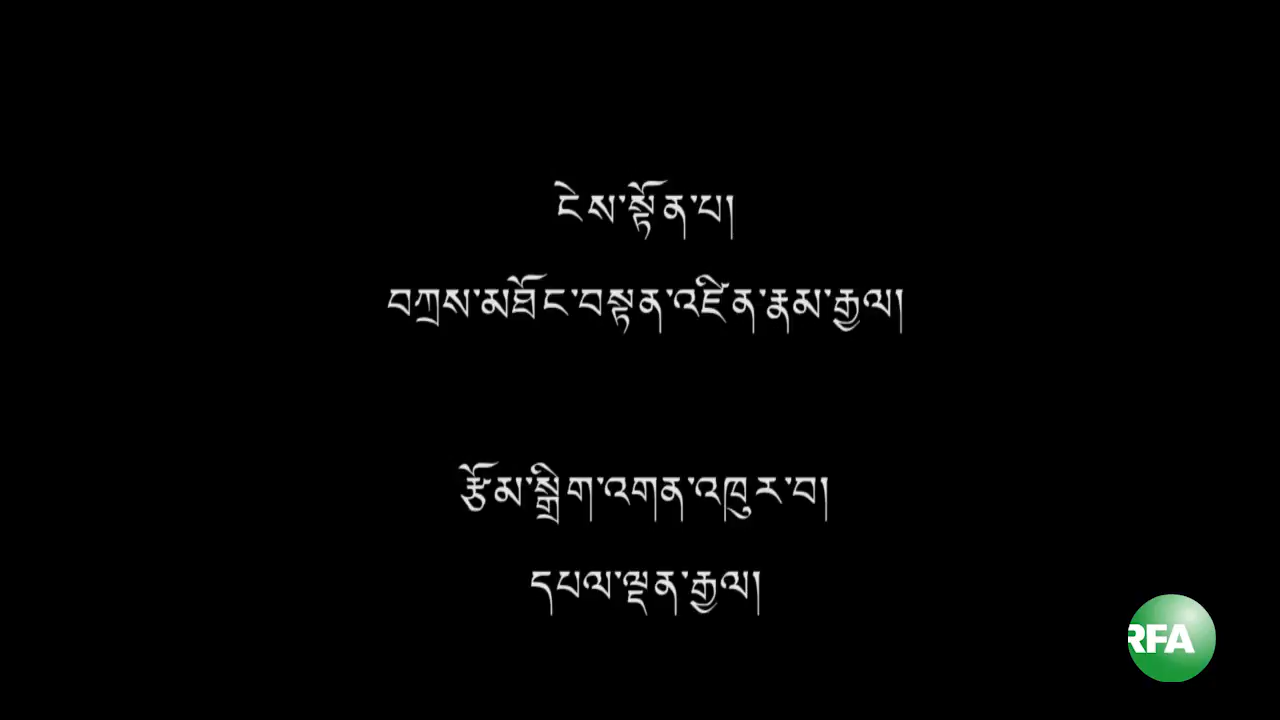 ངེས་སྟོན་པ།
བཀྲས་མཐོང་བསྟན་འཛིན་རྣམ་རྒྱལ།
རྩོམ་སྒྲིག་འགན་འཁུར་བ།
དཔལ་ལྡན་རྒྱལ།
RFA